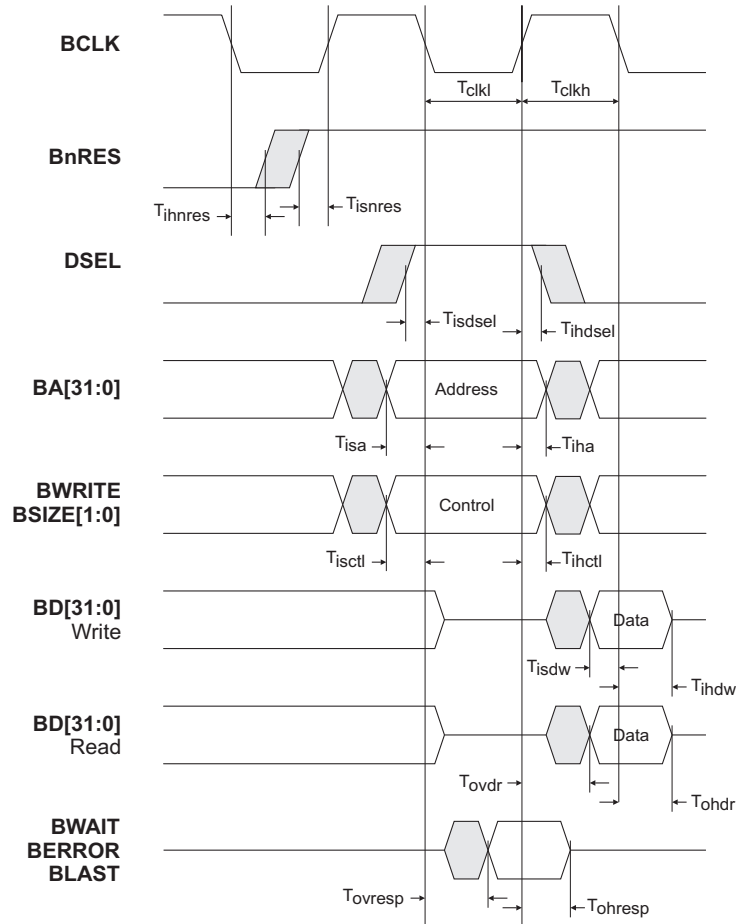 BCLK
Tclkl
Tclkh
BnRES
Tihnres
Tisnres
DSEL
Tisdsel
Tihdsel
BA[31:0]
Address
Tisa
Tiha
BWRITE
BSIZE[1:0]
Control
Tisctl
Tihctl
BD[31:0]
Write
Data
Tisdw
Tihdw
BD[31:0]
Read
Data
Tovdr
Tohdr
BWAIT
BERROR
BLAST
Tovresp
Tohresp